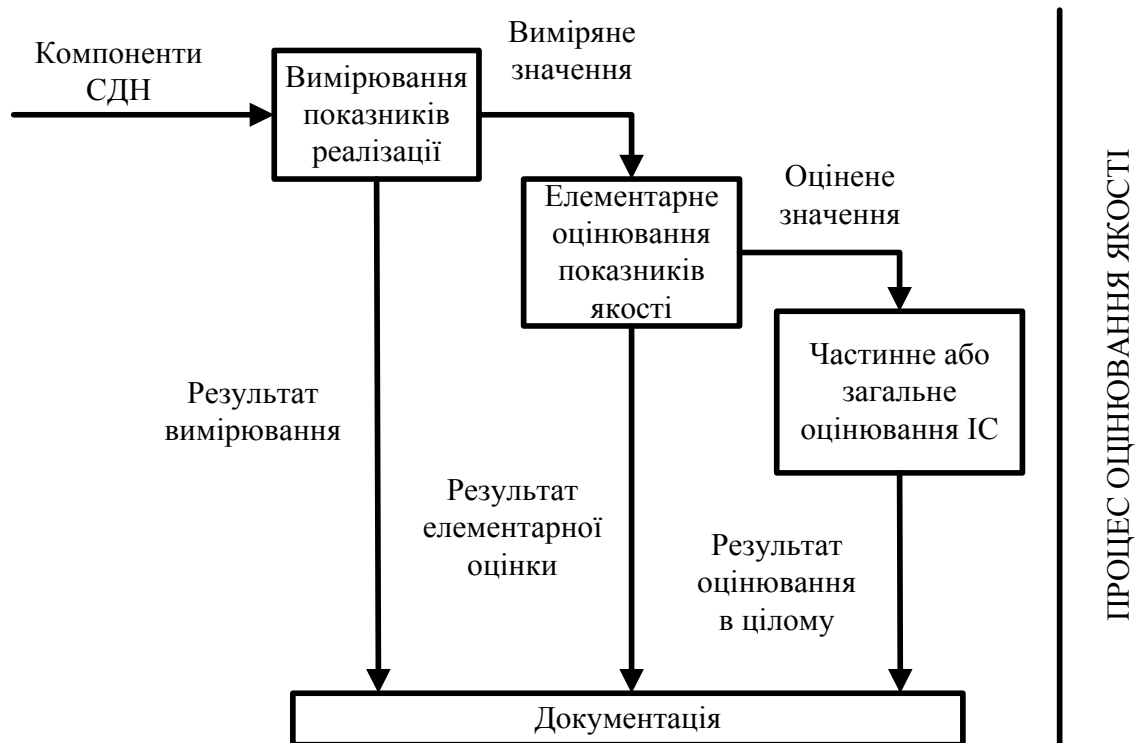 Компоненти
СДН
Вимірювання
показників
реалізації
Виміряне
значення
Елементарне
оцінювання
показників
якості
Оцінене
значення
Частинне або
загальне
оцінювання ІС
Результат
вимірювання
Результат
елементарної
оцінки
Результат
оцінювання
в цілому
Документація
ПРОЦЕС ОЦІНЮВАННЯ ЯКОСТІ